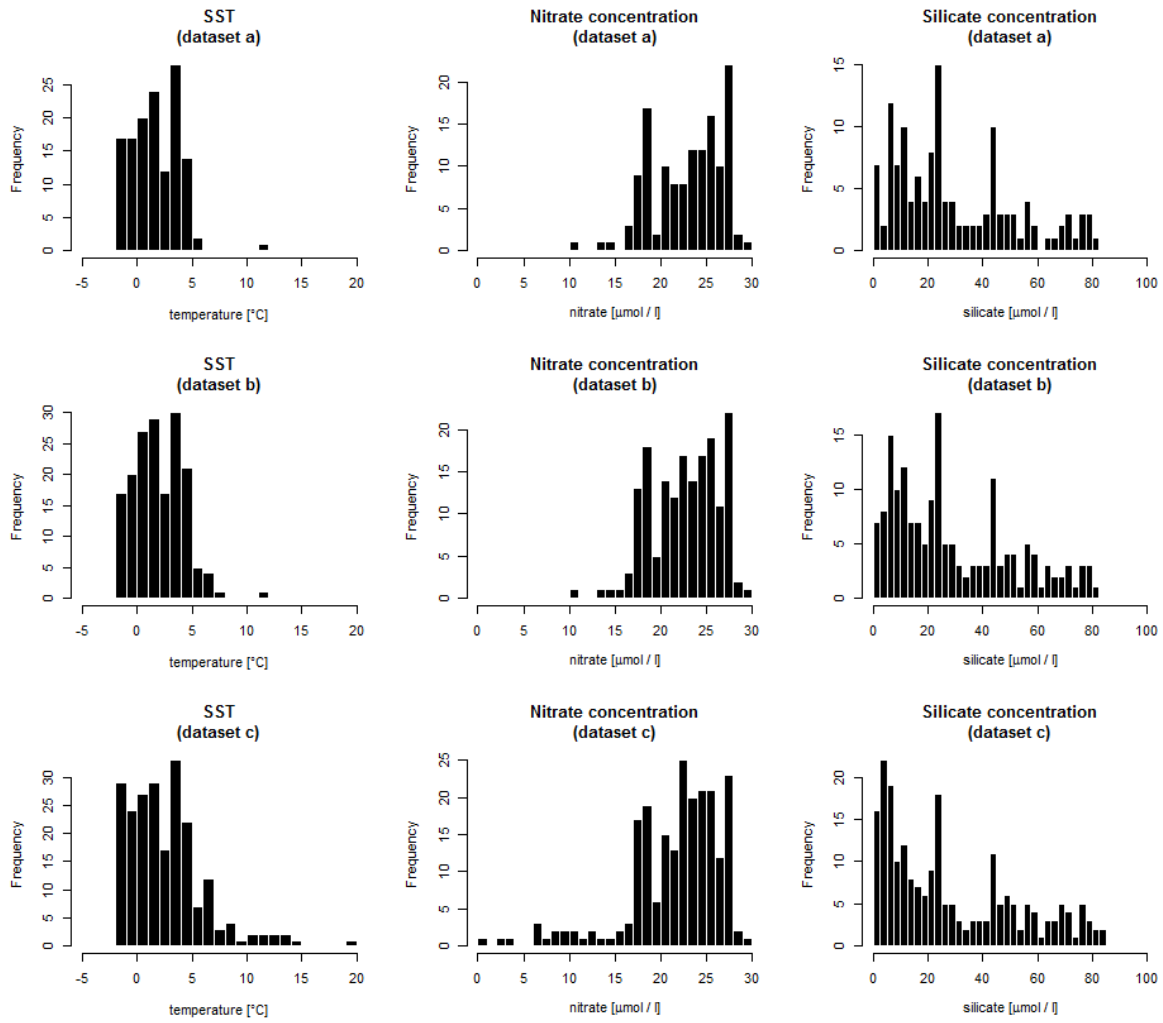 SST
(dataset a)
Frequency
0 5 10 15 20 25
-5 0 5 10 15 20
temperature [°C]
Nitrate concentration
(dataset a)
Frequency
0 5 10 15 20
0 5 10 15 20 25 30
nitrate [µmol / l]
Silicate concentration
(dataset a)
Frequency
0 5 10 15
0 20 40 60 80 100
silicate [µmol / l]
SST
(dataset b)
Frequency
0 5 10 15 20 25 30
-5 0 5 10 15 20
temperature [°C]
Nitrate concentration
(dataset b)
Frequency
0 5 10 15 20
0 5 10 15 20 25 30
nitrate [µmol / l]
Silicate concentration
(dataset b)
Frequency
0 5 10 15
0 20 40 60 80 100
silicate [µmol / l]
SST
(dataset c)
Frequency
0 5 10 15 20 25 30
-5 0 5 10 15 20
temperature [°C]
Nitrate concentration
(dataset c)
Frequency
0 5 10 15 20 25
0 5 10 15 20 25 30
nitrate [µmol / l]
Silicate concentration
(dataset c)
Frequency
0 5 10 15 20
0 20 40 60 80 100
silicate [µmol / l]